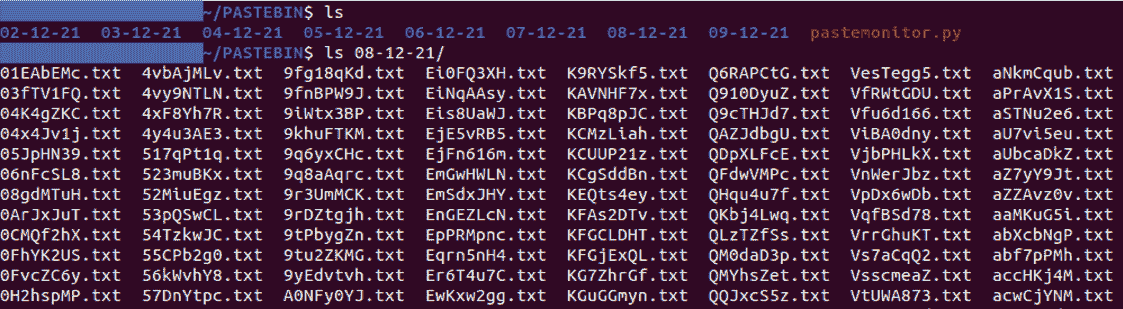 ~/PASTEBIN$ ls
02-12-21 03-12-21 04-12-21 05-12-21 06-12-21 07-12-21 08-12-21 09-12-21 pastemonitor.py
~/PASTEBIN$ ls 08-12-21/
01EAbEMc.txt 4vbAjMLv.txt 9fg18qKd.txt Ei0FQ3XH.txt K9RYSkf5.txt Q6RAPCtG.txt VesTegg5.txt aNkmCqub.txt
03fTV1FQ.txt 4vy9NTLN.txt 9fnBPW9J.txt EiNqAAsy.txt KAVNHF7x.txt Q910DyuZ.txt VfRWtGDU.txt aPrAvX1S.txt
04K4gZKC.txt 4xF8Yh7R.txt 9iWtx3BP.txt Eis8UaWJ.txt KBPq8pJC.txt Q9cTHJd7.txt Vfu6d166.txt aSTNu2e6.txt
04x4Jv1j.txt 4y4u3AE3.txt 9khuFTKM.txt EjE5vRB5.txt KCMzLiah.txt QAZJdbgU.txt ViBA0dny.txt aU7vi5eu.txt
05JpHN39.txt 517qPt1q.txt 9q6yxCHc.txt EjFn616m.txt KCUUP21z.txt QDpXLFcE.txt VjbPHLkX.txt aUbcaDkZ.txt
06nFcSL8.txt 523muBKx.txt 9q8aAqrc.txt EmGwHWLN.txt KCgSddBn.txt QFdwVMPc.txt VnWerJbz.txt aZ7yY9Jt.txt
08gdMTuH.txt 52MiuEgz.txt 9r3UmMCK.txt EmSdxJHY.txt KEQts4ey.txt QHqu4u7f.txt VpDx6wDb.txt aZZAvz0v.txt
0ArJxJuT.txt 53pQSwCL.txt 9rDZtgjh.txt EnGEZLcN.txt KFAs2DTv.txt QKbj4Lwq.txt VqfBSd78.txt aaMKuG5i.txt
0CMQf2hX.txt 54TzkwJC.txt 9tPbygZn.txt EpPRMpnc.txt KFGCLDHT.txt QLzTZfSs.txt VrrGhuKT.txt abXcbNgP.txt
0FhYK2US.txt 55CPb2g0.txt 9tu2ZKMG.txt Eqrn5nH4.txt KFGjExQL.txt QM0daD3p.txt Vs7aCqQ2.txt abf7pPMh.txt
0FvcZC6y.txt 56kWvhY8.txt 9yEdvtvh.txt Er6T4u7C.txt KG7ZhrGf.txt QMYhsZet.txt VsscmeaZ.txt accHKj4M.txt
0H2hspMP.txt 57DnYtpc.txt A0NFy0YJ.txt EwKxw2gg.txt KGuGGmyn.txt QQJxcS5z.txt VtUWA873.txt acwCjYNM.txt